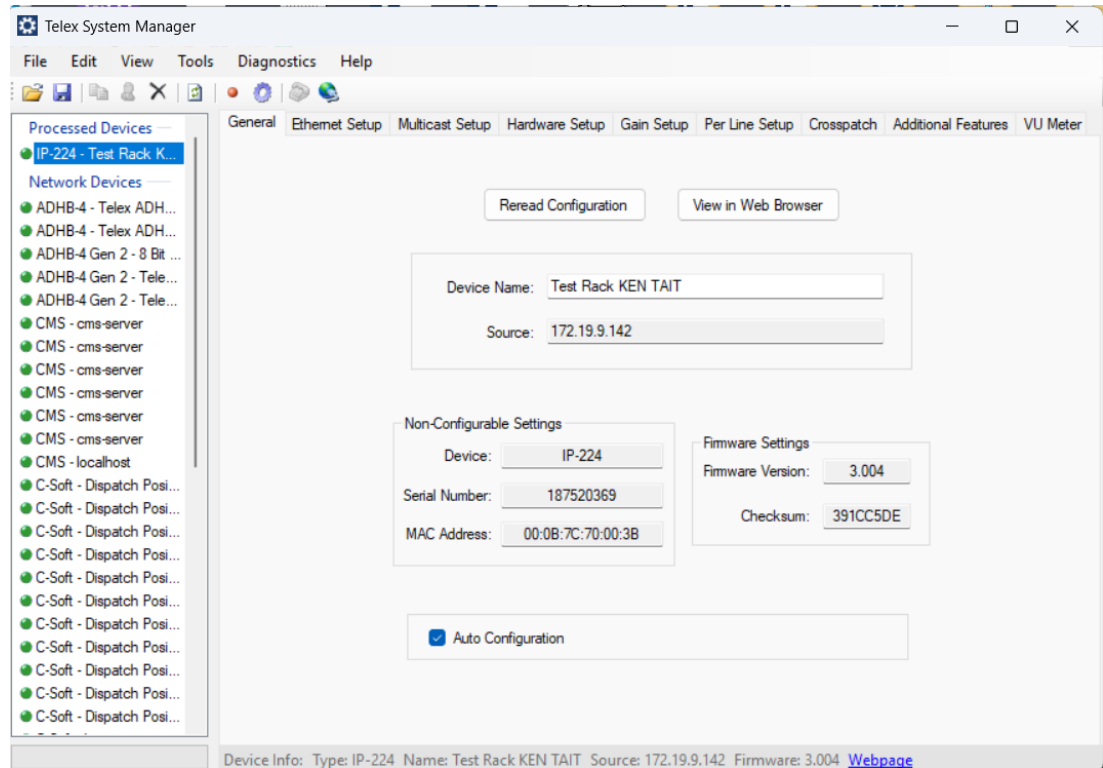 Telex System Manager
File Edit View Tools Diagnostics Help
Processed Devices
IP-224 - Test Rack K...
Network Devices
ADHB-4 - Telex ADH...
ADHB-4 - Telex ADH...
ADHB-4 Gen 2 - 8 Bit ...
ADHB-4 Gen 2 - Tele...
ADHB-4 Gen 2 - Tele...
CMS - cms-server
CMS - cms-server
CMS - cms-server
CMS - cms-server
CMS - cms-server
CMS - cms-server
CMS - localhost
C-Soft - Dispatch Posi...
C-Soft - Dispatch Posi...
C-Soft - Dispatch Posi...
C-Soft - Dispatch Posi...
C-Soft - Dispatch Posi...
C-Soft - Dispatch Posi...
C-Soft - Dispatch Posi...
C-Soft - Dispatch Posi...
C-Soft - Dispatch Posi...
C-Soft - Dispatch Posi...
C-Soft - Dispatch Posi...
General Ethernet Setup Multicast Setup Hardware Setup Gain Setup Per Line Setup Crosspatch Additional Features VU Meter
Reread Configuration View in Web Browser
Device Name: Test Rack KEN TAIT
Source: 172.19.9.142
Non-Configurable Settings
Device: IP-224
Serial Number: 187520369
MAC Address: 00:0B:7C:70:00:3B
Firmware Settings
Firmware Version: 3.004
Checksum: 391CC5DE
Auto Configuration
Device Info: Type: IP-224 Name: Test Rack KEN TAIT Source: 172.19.9.142 Firmware: 3.004 Webpage